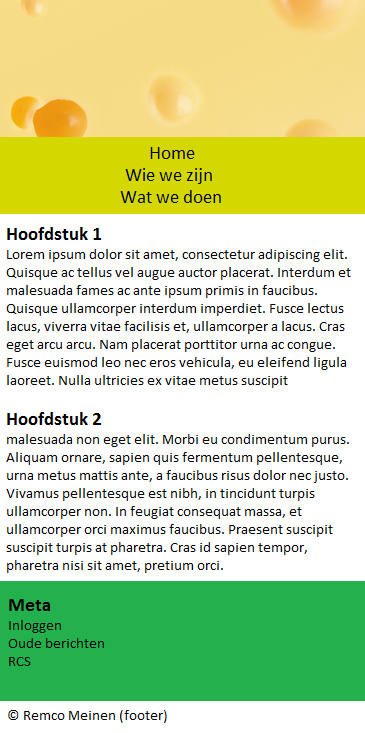 Home
Wie we zijn
Wat we doen
Hoofdstuk 1
Lorem ipsum dolor sit amet, consectetur adipiscing elit.
Quisque ac tellus vel augue auctor placerat. Interdum et
malesuada fames ac ante ipsum primis in faucibus.
Quisque ullamcorper interdum imperdiet. Fusce lectus
lacus, viverra vitae facilisis et, ullamcorper a lacus. Cras
eget arcu arcu. Nam placerat porttitor urna ac congue.
Fusce euismod leo nec eros vehicula, eu eleifend ligula
laoreet. Nulla ultricies ex vitae metus suscipit
Hoofdstuk 2
malesuada non eget elit. Morbi eu condimentum purus.
Aliquam ornare, sapien quis fermentum pellentesque,
urna metus mattis ante, a faucibus risus dolor nec justo.
Vivamus pellentesque est nibh, in tincidunt turpis
ullamcorper non. In feugiat consequat massa, et
ullamcorper orci maximus faucibus. Praesent suscipit
suscipit turpis at pharetra. Cras id sapien tempor,
pharetra nisi sit amet, pretium orci.
Meta
Inloggen
Oude berichten
RCS
© Remco Meinen (footer)